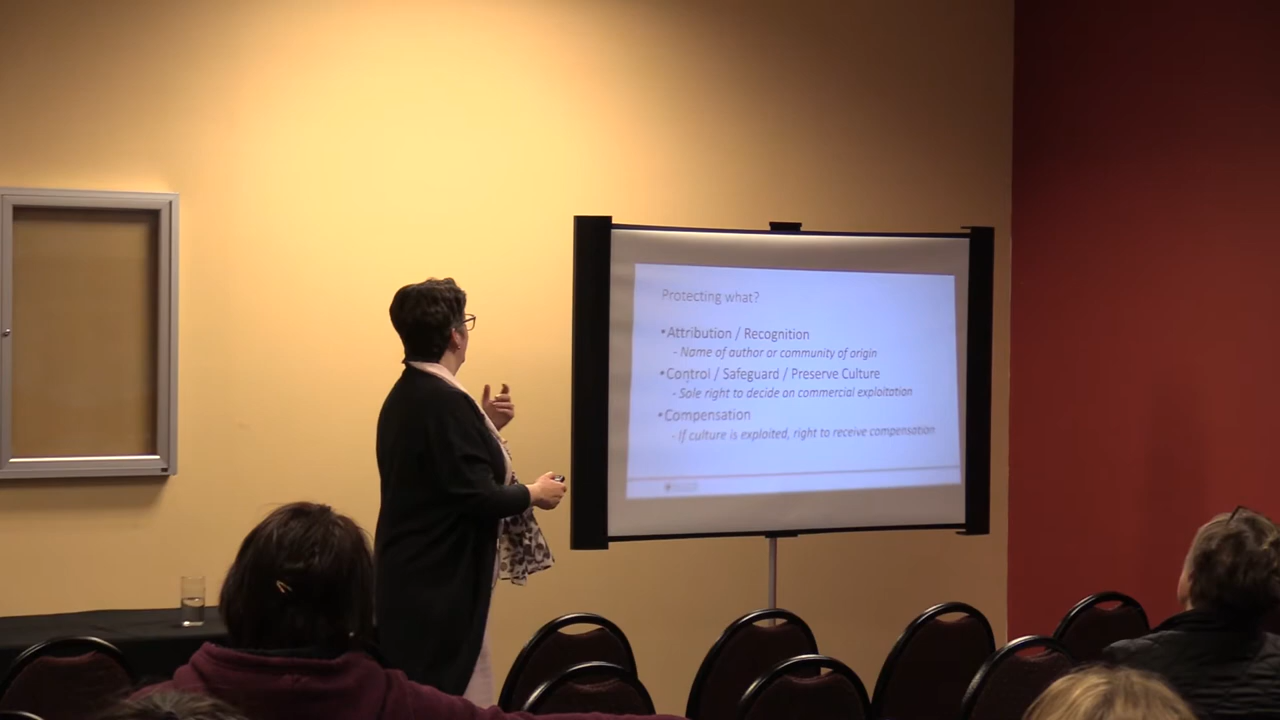 Protecting what?
•Attribution / Recognition
- Name of author or community of origin
•Control / Safeguard / Preserve Culture
- Sole right to decide on commercial exploitation
•Compensation
- If culture is exploited, right to receive compensation